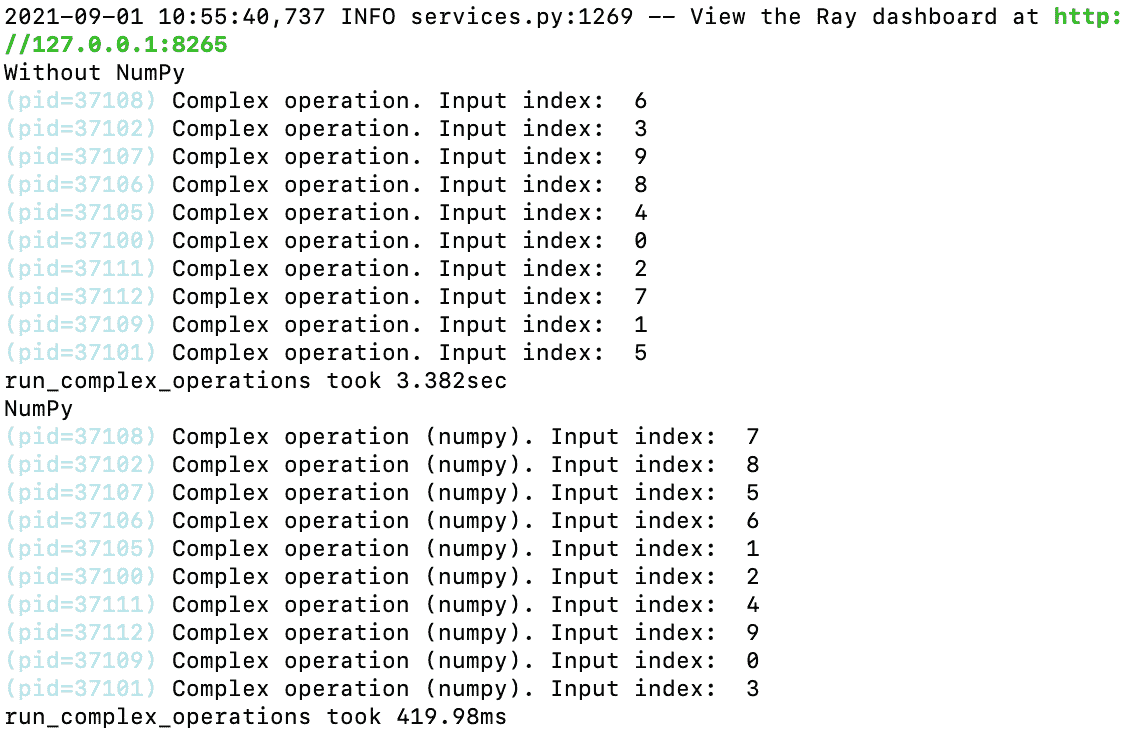 2021-09-01 10:55:40,737 INFO services.py:1269 -- View the Ray dashboard at http:
//127.0.0.1:8265
Without NumPy
(pid=37108) Complex operation. Input index:  6
(pid=37102) Complex operation. Input index:  3
(pid=37107) Complex operation. Input index:  9
(pid=37106) Complex operation. Input index:  8
(pid=37105) Complex operation. Input index:  4
(pid=37100) Complex operation. Input index:  0
(pid=37111) Complex operation. Input index:  2
(pid=37112) Complex operation. Input index:  7
(pid=37109) Complex operation. Input index:  1
(pid=37101) Complex operation. Input index:  5
run_complex_operations took 3.382sec
NumPy
(pid=37108) Complex operation (numpy). Input index:  7
(pid=37102) Complex operation (numpy). Input index:  8
(pid=37107) Complex operation (numpy). Input index:  5
(pid=37106) Complex operation (numpy). Input index:  6
(pid=37105) Complex operation (numpy). Input index:  1
(pid=37100) Complex operation (numpy). Input index:  2
(pid=37111) Complex operation (numpy). Input index:  4
(pid=37112) Complex operation (numpy). Input index:  9
(pid=37109) Complex operation (numpy). Input index:  0
(pid=37101) Complex operation (numpy). Input index:  3
run_complex_operations took 419.98ms